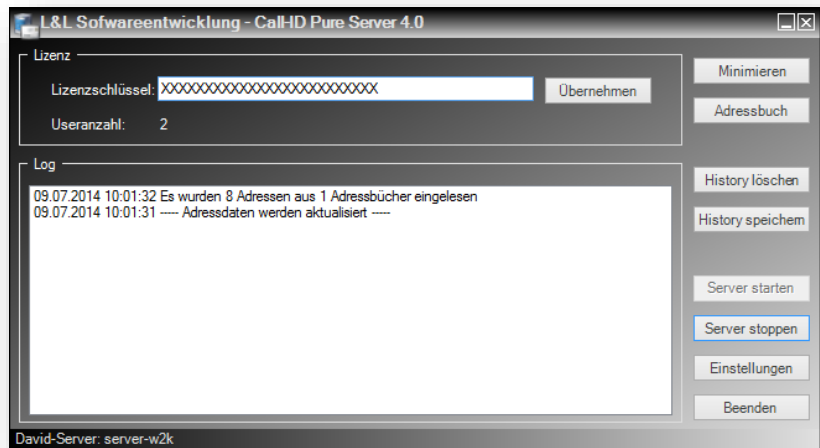 L&L Sofwareentwicklung - CalHD Pure Server 4.0
Lizenz
Lizenzschlüssel: XXXXXXXXXXXXXXXXXXXXXXXXX
Übernehmen
Useranzahl: 2
Minimieren
Adressbuch
Log
09.07.2014 10:01:32 Es wurden 8 Adressen aus 1 Adressbücher eingelesen
09.07.2014 10:01:31 ----- Adressdaten werden aktualisiert -----
History löschen
History speichern
Server starten
Server stoppen
Einstellungen
Beenden
David-Server: server-w2k